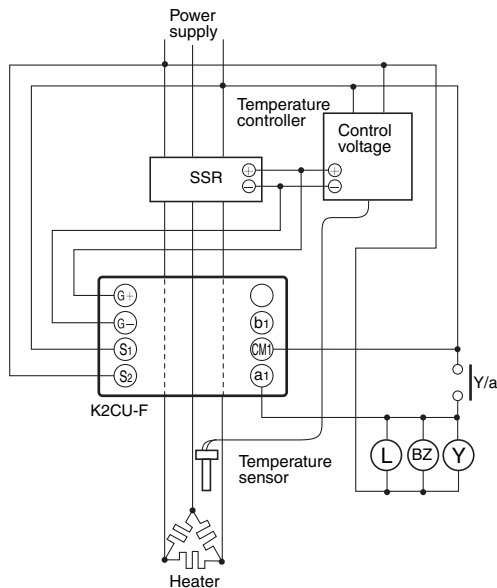 Power
supply
Temperature
controller
Control
voltage
SSR
+
−
+
−
G+
G−
S1
S2
b1
CM1
a1
K2CU-F
Y/a
L
BZ
Y
Temperature
sensor
Heater